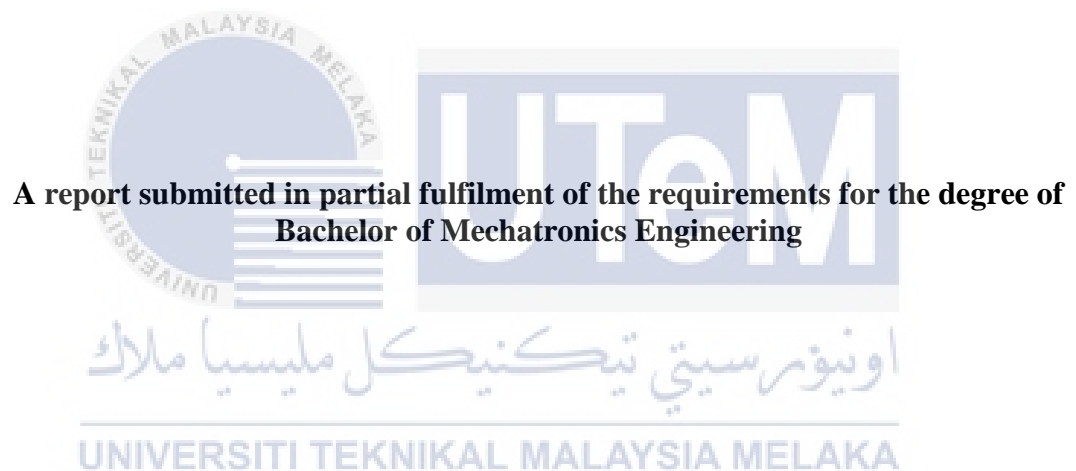 UNIVERSITI TEKNIKAL MALAYSIA MELAKA
UTeM
A report submitted in partial fulfilment of the requirements for the degree of
Bachelor of Mechatronics Engineering
اونيۏرسيتي تيكنيكل مليسيا ملاك
UNIVERSITI TEKNIKAL MALAYSIA MELAKA